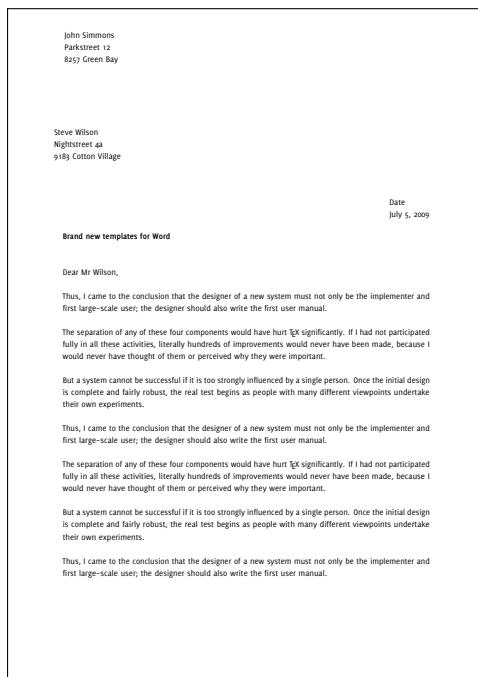 John Simmons
Parkstreet 12
8257 Green Bay
Steve Wilson
Nightstreet 4a
9183 Cotton Village
Date
July 5, 2009
Brand new templates for Word
Dear Mr Wilson,
Thus, I came to the conclusion that the designer of a new system must not only be the implementer and
first large-scale user; the designer should also write the first user manual.
The separation of any of these four components would have hurt TEX significantly. If I had not participated
fully in all these activities, literally hundreds of improvements would never have been made, because I
would never have thought of them or perceived why they were important.
But a system cannot be successful if it is too strongly influenced by a single person. Once the initial design
is complete and fairly robust, the real test begins as people with many different viewpoints undertake
their own experiments.
Thus, I came to the conclusion that the designer of a new system must not only be the implementer and
first large-scale user; the designer should also write the first user manual.
The separation of any of these four components would have hurt TEX significantly. If I had not participated
fully in all these activities, literally hundreds of improvements would never have been made, because I
would never have thought of them or perceived why they were important.
But a system cannot be successful if it is too strongly influenced by a single person. Once the initial design
is complete and fairly robust, the real test begins as people with many different viewpoints undertake
their own experiments.
Thus, I came to the conclusion that the designer of a new system must not only be the implementer and
first large-scale user; the designer should also write the first user manual.